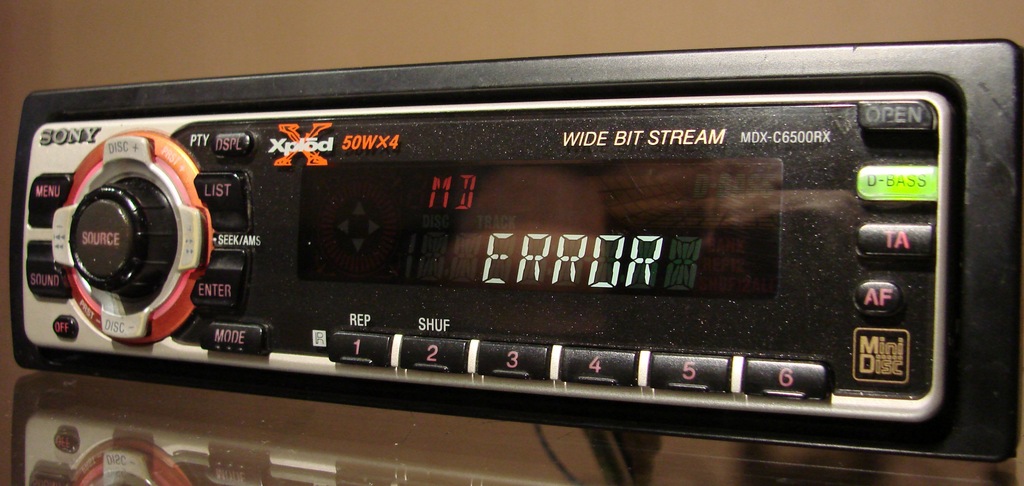 SONY
PTY DSPL
Xplod 50W×4
WIDE BIT STREAM MDX-C6500RX
OPEN
DISC +
PRST +
MENU
LIST
D-BASS
MD
DISC TRACK
SOURCE
SEEK/AMS
TA
ERROR
SOUND
ENTER
AF
PRST -
DISC -
OFF
MODE
REP SHUF
1 2 3 4 5 6
Mini Disc